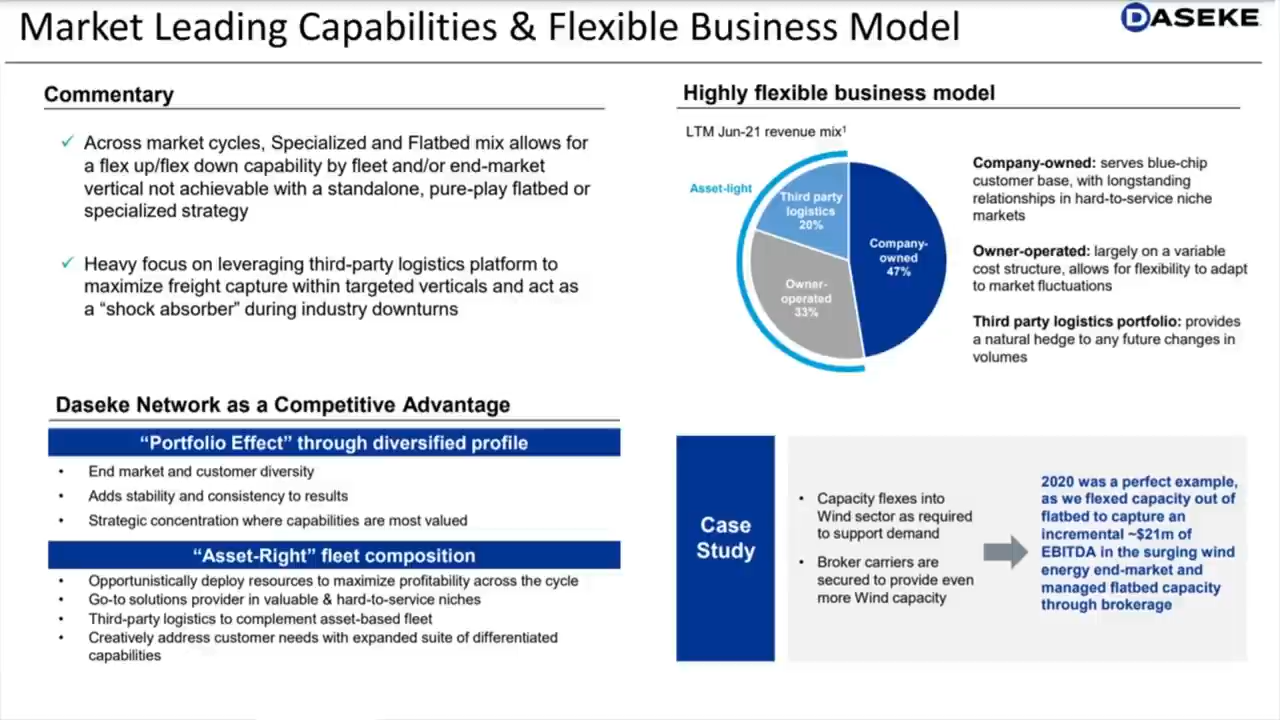 Market Leading Capabilities & Flexible Business Model
DASEKE
Commentary
✓ Across market cycles, Specialized and Flatbed mix allows for
a flex up/flex down capability by fleet and/or end-market
vertical not achievable with a standalone, pure-play flatbed or
specialized strategy
✓ Heavy focus on leveraging third-party logistics platform to
maximize freight capture within targeted verticals and act as
a “shock absorber” during industry downturns
Highly flexible business model
LTM Jun-21 revenue mix¹
Asset-light
Third party
logistics
20%
Company-
owned
47%
Owner-
operated
33%
Company-owned: serves blue-chip
customer base, with longstanding
relationships in hard-to-service niche
markets
Owner-operated: largely on a variable
cost structure, allows for flexibility to adapt
to market fluctuations
Third party logistics portfolio: provides
a natural hedge to any future changes in
volumes
Daseke Network as a Competitive Advantage
“Portfolio Effect” through diversified profile
• End market and customer diversity
• Adds stability and consistency to results
• Strategic concentration where capabilities are most valued
“Asset-Right” fleet composition
• Opportunistically deploy resources to maximize profitability across the cycle
• Go-to solutions provider in valuable & hard-to-service niches
• Third-party logistics to complement asset-based fleet
• Creatively address customer needs with expanded suite of differentiated
capabilities
Case
Study
• Capacity flexes into
Wind sector as required
to support demand
• Broker carriers are
secured to provide even
more Wind capacity
2020 was a perfect example,
as we flexed capacity out of
flatbed to capture an
incremental ~$21m of
EBITDA in the surging wind
energy end-market and
managed flatbed capacity
through brokerage